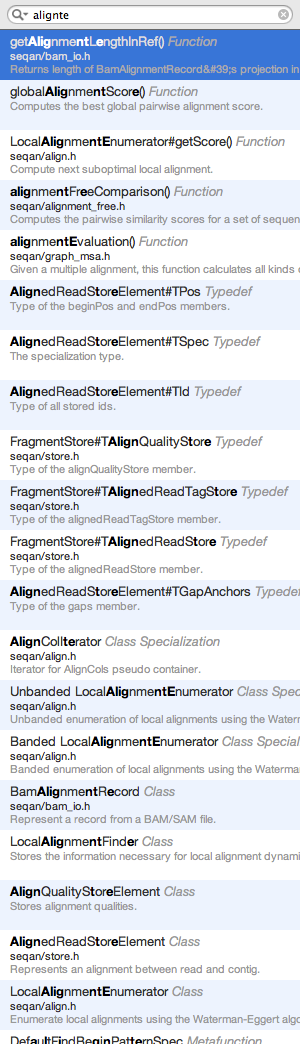 alignte
getAlignmentLengthInRef() Function
seqan/bam_io.h
Returns length of BamAlignmentRecord&#39;s projection in
globalAlignmentScore() Function
Computes the best global pairwise alignment score.
LocalAlignmentEnumerator#getScore() Function
seqan/align.h
Compute next suboptimal local alignment.
alignmentFreeComparison() Function
seqan/alignment_free.h
Computes the pairwise similarity scores for a set of sequen
alignmentEvaluation() Function
seqan/graph_msa.h
Given a multiple alignment, this function calculates all kinds o
AlignedReadStoreElement#TPos Typedef
Type of the beginPos and endPos members.
AlignedReadStoreElement#TSpec Typedef
The specialization type.
AlignedReadStoreElement#TId Typedef
Type of all stored ids.
FragmentStore#TAlignQualityStore Typedef
seqan/store.h
Type of the alignQualityStore member.
FragmentStore#TAlignedReadTagStore Typedef
seqan/store.h
Type of the alignedReadTagStore member.
FragmentStore#TAlignedReadStore Typedef
seqan/store.h
Type of the alignedReadStore member.
AlignedReadStoreElement#TGapAnchors Typedef
Type of the gaps member.
AlignColIterator Class Specialization
seqan/align.h
Iterator for AlignCols pseudo container.
Unbanded LocalAlignmentEnumerator Class Spec
seqan/align.h
Unbanded enumeration of local alignments using the Waterm
Banded LocalAlignmentEnumerator Class Special
seqan/align.h
Banded enumeration of local alignments using the Waterma
BamAlignmentRecord Class
seqan/bam_io.h
Represent a record from a BAM/SAM file.
LocalAlignmentFinder Class
Stores the information necessary for local alignment dynami
AlignQualityStoreElement Class
Stores alignment qualities.
AlignedReadStoreElement Class
seqan/store.h
Represents an alignment between read and contig.
LocalAlignmentEnumerator Class
seqan/align.h
Enumerate local alignments using the Waterman-Eggert algo
DefaultFindBeginPatternSpec Metafunction